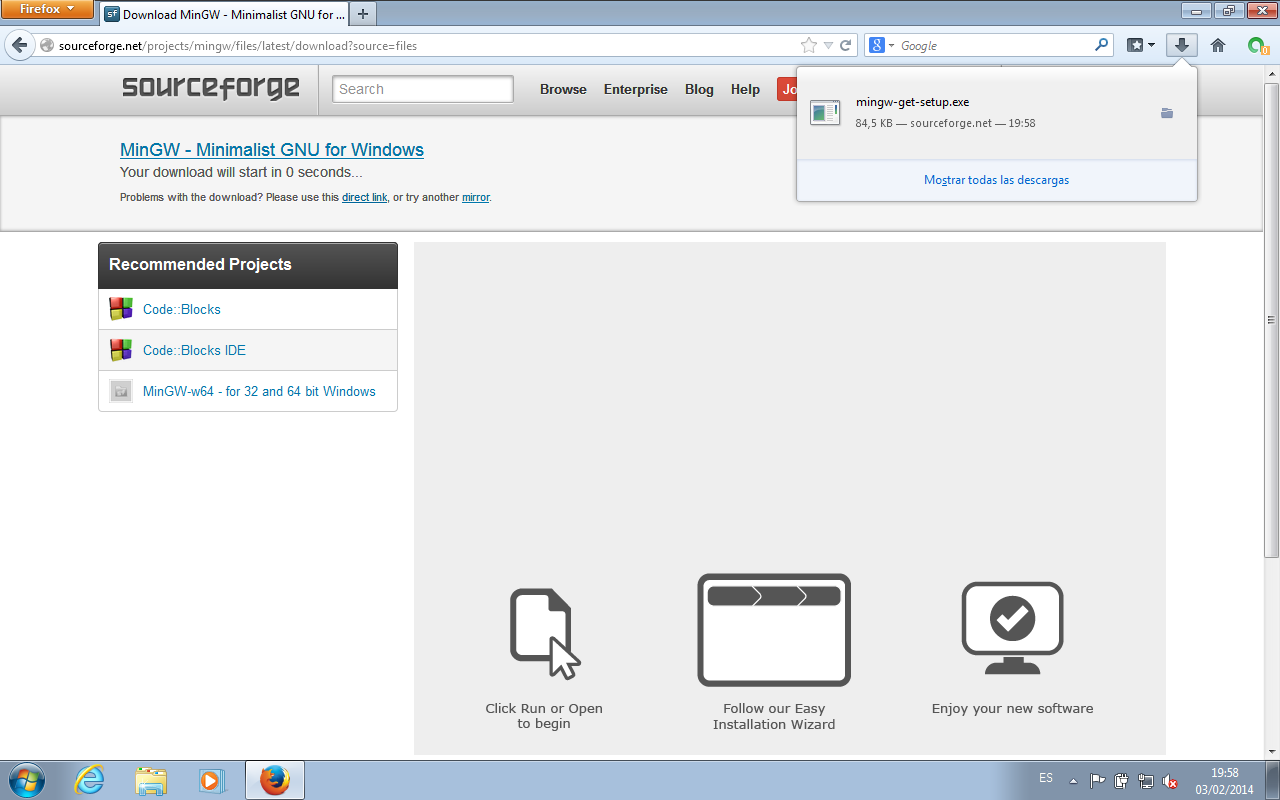 Firefox
Download MinGW - Minimalist GNU for ...
sourceforge.net/projects/mingw/files/latest/download?source=files
Google
sourceforge
Search
Browse
Enterprise
Blog
Help
Jo
mingw-get-setup.exe
84,5 KB — sourceforge.net — 19:58
Mostrar todas las descargas
MinGW - Minimalist GNU for Windows
Your download will start in 0 seconds...
Problems with the download? Please use this direct link, or try another mirror.
Recommended Projects
Code::Blocks
Code::Blocks IDE
MinGW-w64 - for 32 and 64 bit Windows
Click Run or Open
to begin
Follow our Easy
Installation Wizard
Enjoy your new software
ES
19:58
03/02/2014